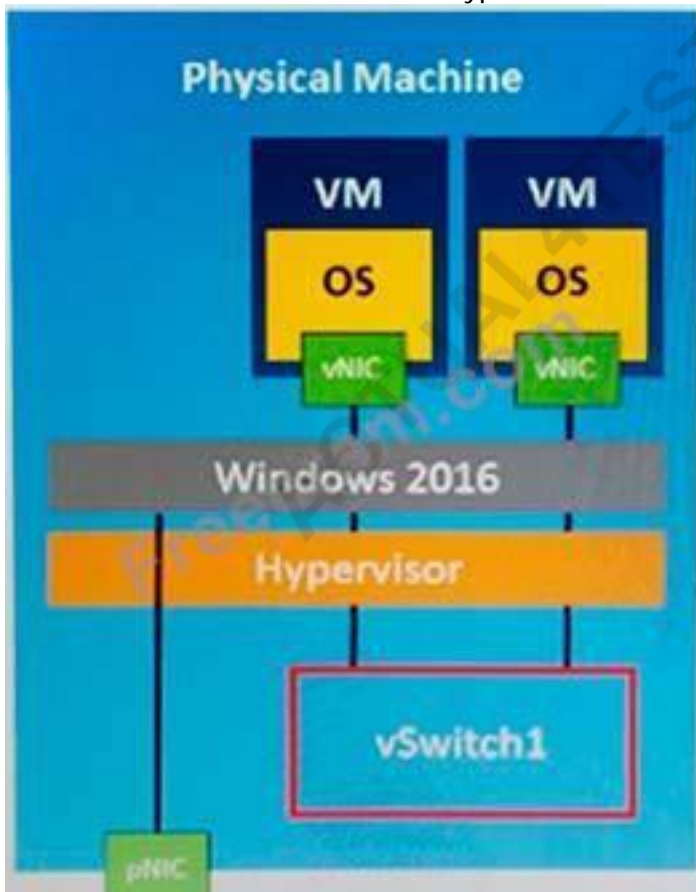 Physical Machine
VM
VM
OS
OS
vNIC
vNIC
Windows 2016
Hypervisor
vSwitch1
pNIC